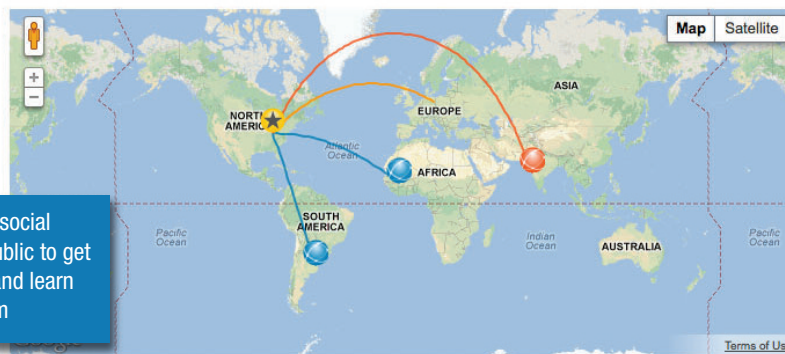 Map Satellite
+
−
ASIA
NORTH
AMERICA
EUROPE
Atlantic
Ocean
AFRICA
social
SOUTH
AMERICA
ublic to get
Pacific
Ocean
Indian
Ocean
AUSTRALIA
Pacific
Ocean
and learn
Terms of Us